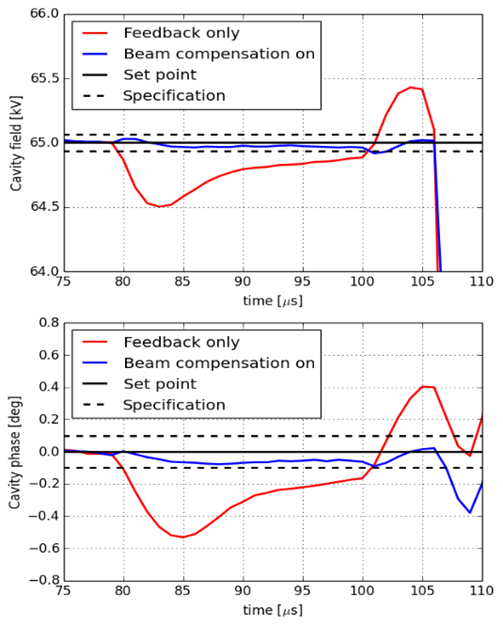 66.0
65.5
65.0
64.5
64.0
Cavity field [kV]
Feedback only
Beam compensation on
Set point
Specification
75 80 85 90 95 100 105 110
time [μs]
0.8
0.6
0.4
0.2
0.0
−0.2
−0.4
−0.6
−0.8
Cavity phase [deg]
Feedback only
Beam compensation on
Set point
Specification
75 80 85 90 95 100 105 110
time [μs]